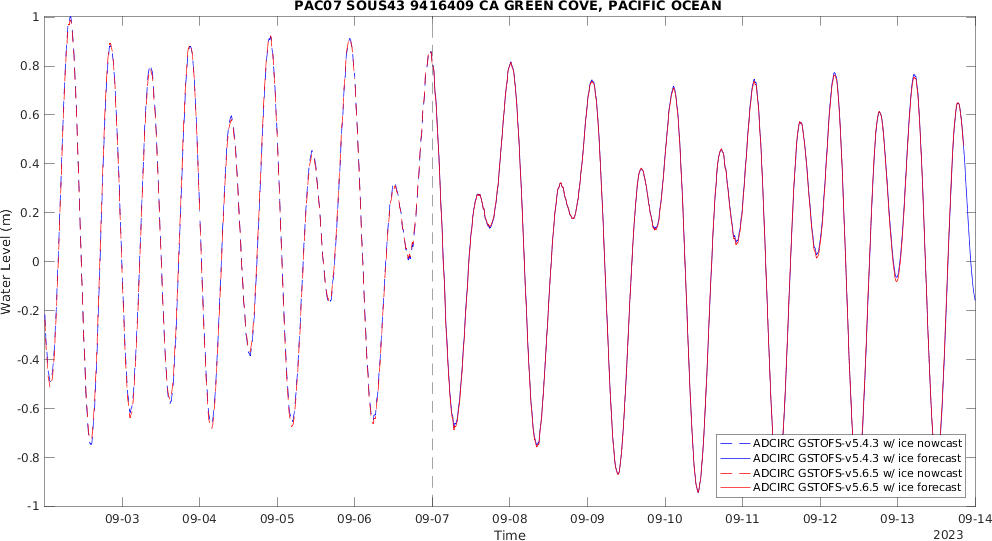 PAC07 SOUS43 9416409 CA GREEN COVE, PACIFIC OCEAN
Water Level (m)
1
0.8
0.6
0.4
0.2
0
-0.2
-0.4
-0.6
-0.8
-1
ADCIRC GSTOFS-v5.4.3 w/ ice nowcast
ADCIRC GSTOFS-v5.4.3 w/ ice forecast
ADCIRC GSTOFS-v5.6.5 w/ ice nowcast
ADCIRC GSTOFS-v5.6.5 w/ ice forecast
09-03 09-04 09-05 09-06 09-07 09-08 09-09 09-10 09-11 09-12 09-13 09-14
Time
2023